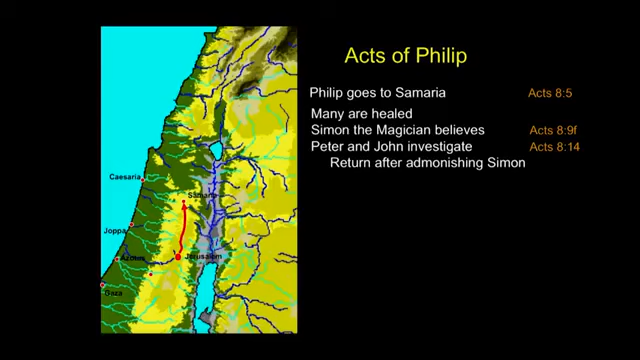 Acts of Philip
Philip goes to Samaria Acts 8:5
Many are healed
Simon the Magician believes Acts 8:9f
Peter and John investigate Acts 8:14
Return after admonishing Simon
Caesaria
Samaria
Joppa
Azotus
Jerusalem
Gaza